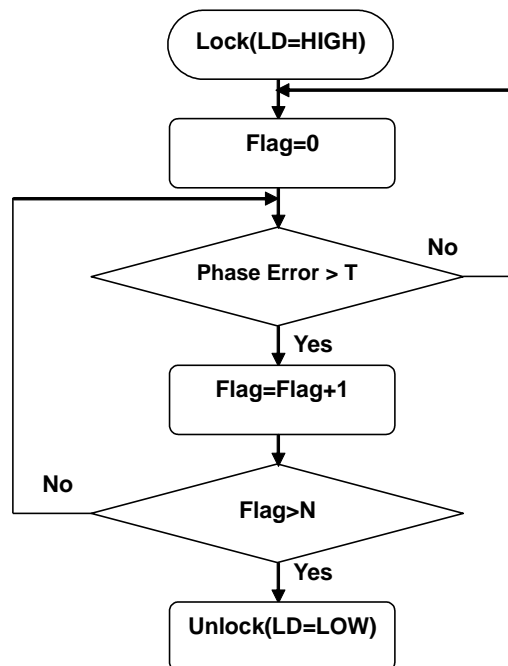 Lock(LD=HIGH)
Flag=0
No
Phase Error > T
Yes
Flag=Flag+1
No
Flag>N
Yes
Unlock(LD=LOW)